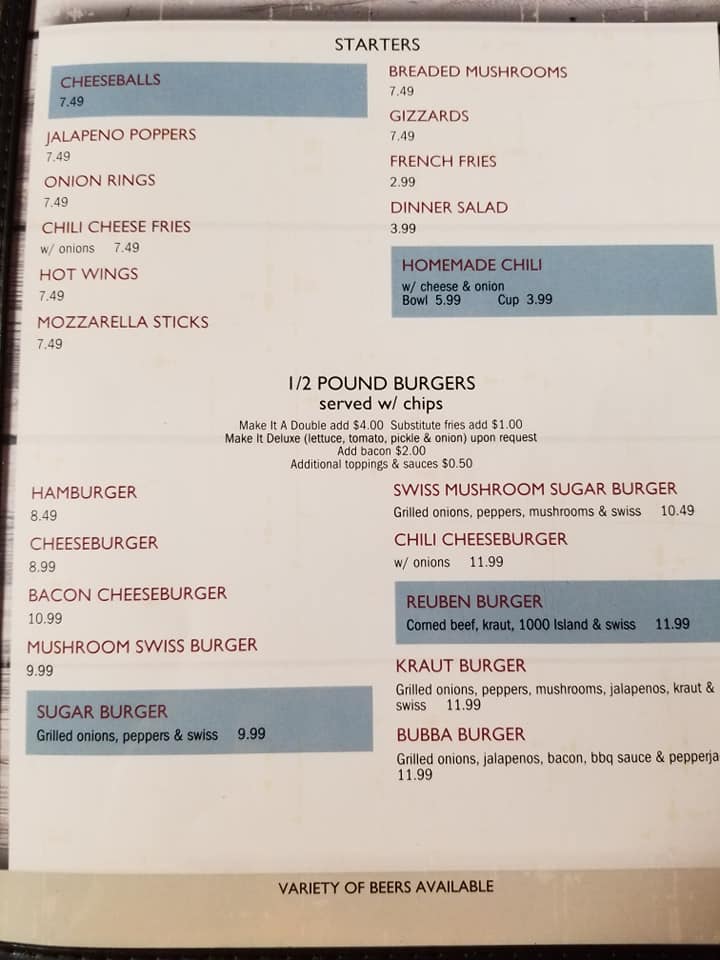 STARTERS
CHEESEBALLS
7.49
JALAPENO POPPERS
7.49
ONION RINGS
7.49
CHILI CHEESE FRIES
w/ onions 7.49
HOT WINGS
7.49
MOZZARELLA STICKS
7.49
BREADED MUSHROOMS
7.49
GIZZARDS
7.49
FRENCH FRIES
2.99
DINNER SALAD
3.99
HOMEMADE CHILI
w/ cheese & onion
Bowl 5.99 Cup 3.99
1/2 POUND BURGERS
served w/ chips
Make It A Double add $4.00 Substitute fries add $1.00
Make It Deluxe (lettuce, tomato, pickle & onion) upon request
Add bacon $2.00
Additional toppings & sauces $0.50
HAMBURGER
8.49
CHEESEBURGER
8.99
BACON CHEESEBURGER
10.99
MUSHROOM SWISS BURGER
9.99
SUGAR BURGER
Grilled onions, peppers & swiss 9.99
SWISS MUSHROOM SUGAR BURGER
Grilled onions, peppers, mushrooms & swiss 10.49
CHILI CHEESEBURGER
w/ onions 11.99
REUBEN BURGER
Corned beef, kraut, 1000 Island & swiss 11.99
KRAUT BURGER
Grilled onions, peppers, mushrooms, jalapenos, kraut &
swiss 11.99
BUBBA BURGER
Grilled onions, jalapenos, bacon, bbq sauce & pepperja
11.99
VARIETY OF BEERS AVAILABLE